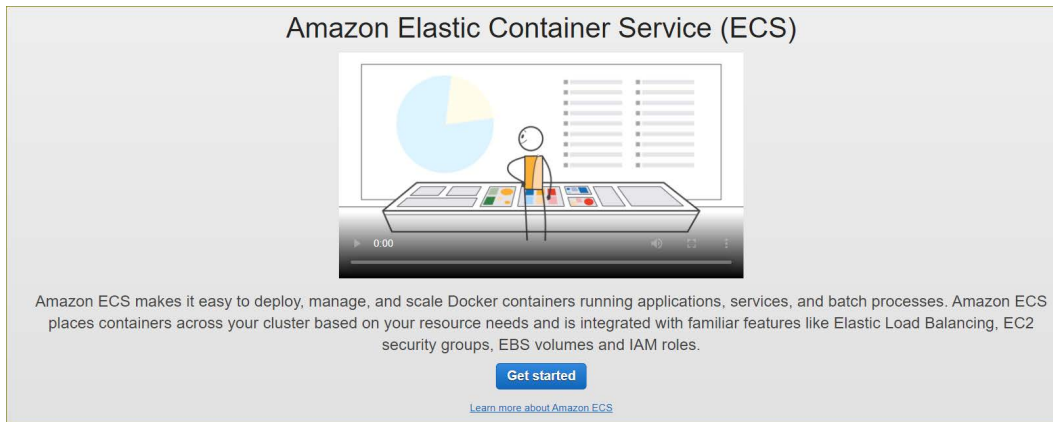 Amazon Elastic Container Service (ECS)
0:00
Amazon ECS makes it easy to deploy, manage, and scale Docker containers running applications, services, and batch processes. Amazon ECS
places containers across your cluster based on your resource needs and is integrated with familiar features like Elastic Load Balancing, EC2
security groups, EBS volumes and IAM roles.
Get started
Learn more about Amazon ECS